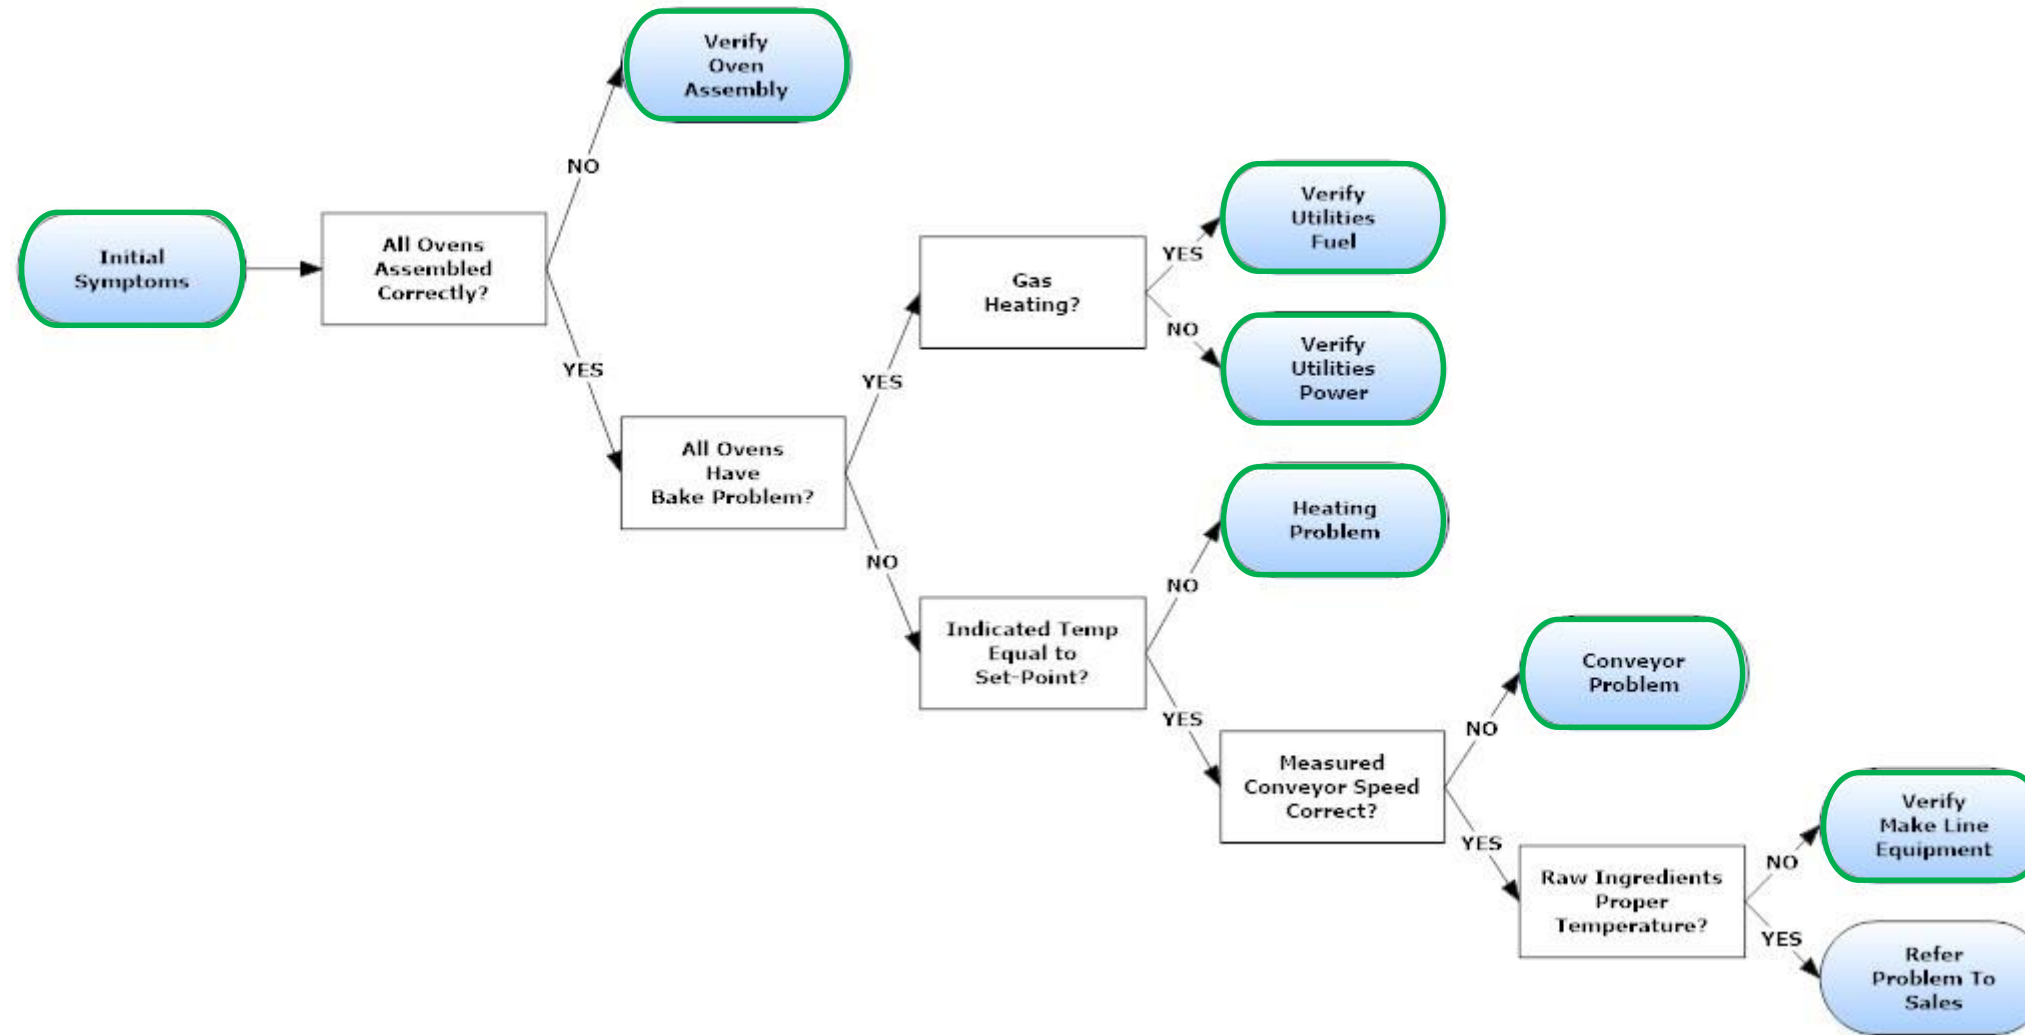 Verify
Oven
Assembly
NO
Initial
Symptoms
All Ovens
Assembled
Correctly?
YES
Verify
Utilities
Fuel
YES
Gas
Heating?
NO
Verify
Utilities
Power
YES
All Ovens
Have
Bake Problem?
NO
Heating
Problem
NO
Indicated Temp
Equal to
Set-Point?
YES
Conveyor
Problem
NO
Measured
Conveyor Speed
Correct?
YES
Verify
Make Line
Equipment
NO
Raw Ingredients
Proper
Temperature?
YES
Refer
Problem To
Sales